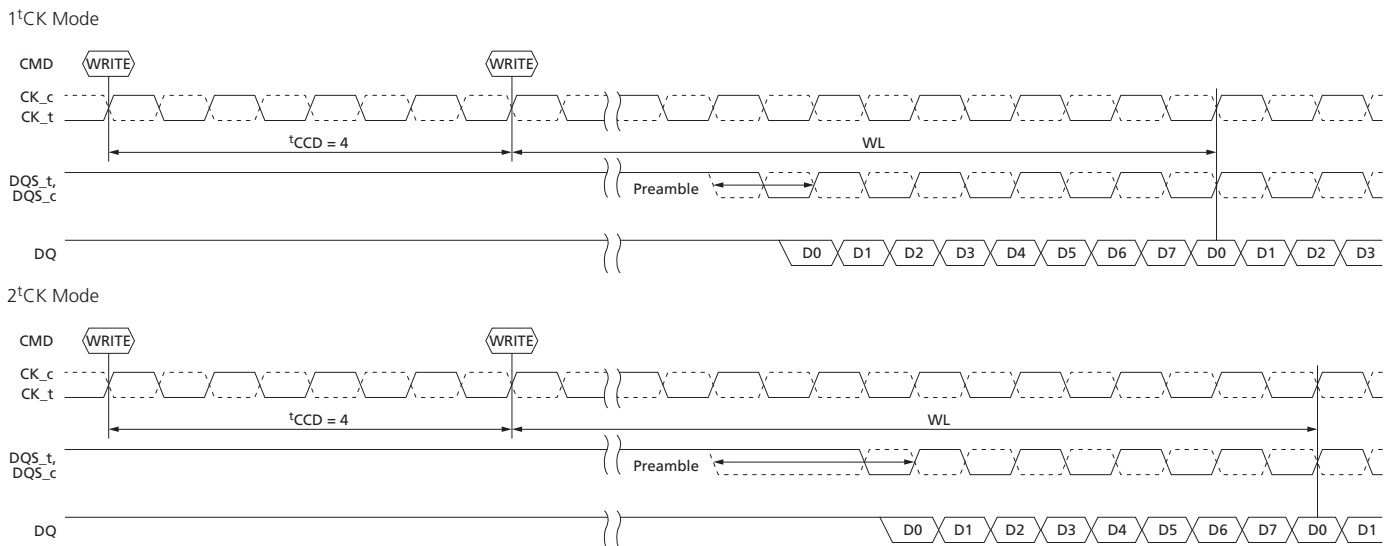 1ᵗCK Mode
CMD WRITE WRITE
CK_c
CK_t
ᵗCCD = 4 WL
DQS_t,
DQS_c
Preamble
DQ D0 D1 D2 D3 D4 D5 D6 D7 D0 D1 D2 D3
2ᵗCK Mode
CMD WRITE WRITE
CK_c
CK_t
ᵗCCD = 4 WL
DQS_t,
DQS_c
Preamble
DQ D0 D1 D2 D3 D4 D5 D6 D7 D0 D1